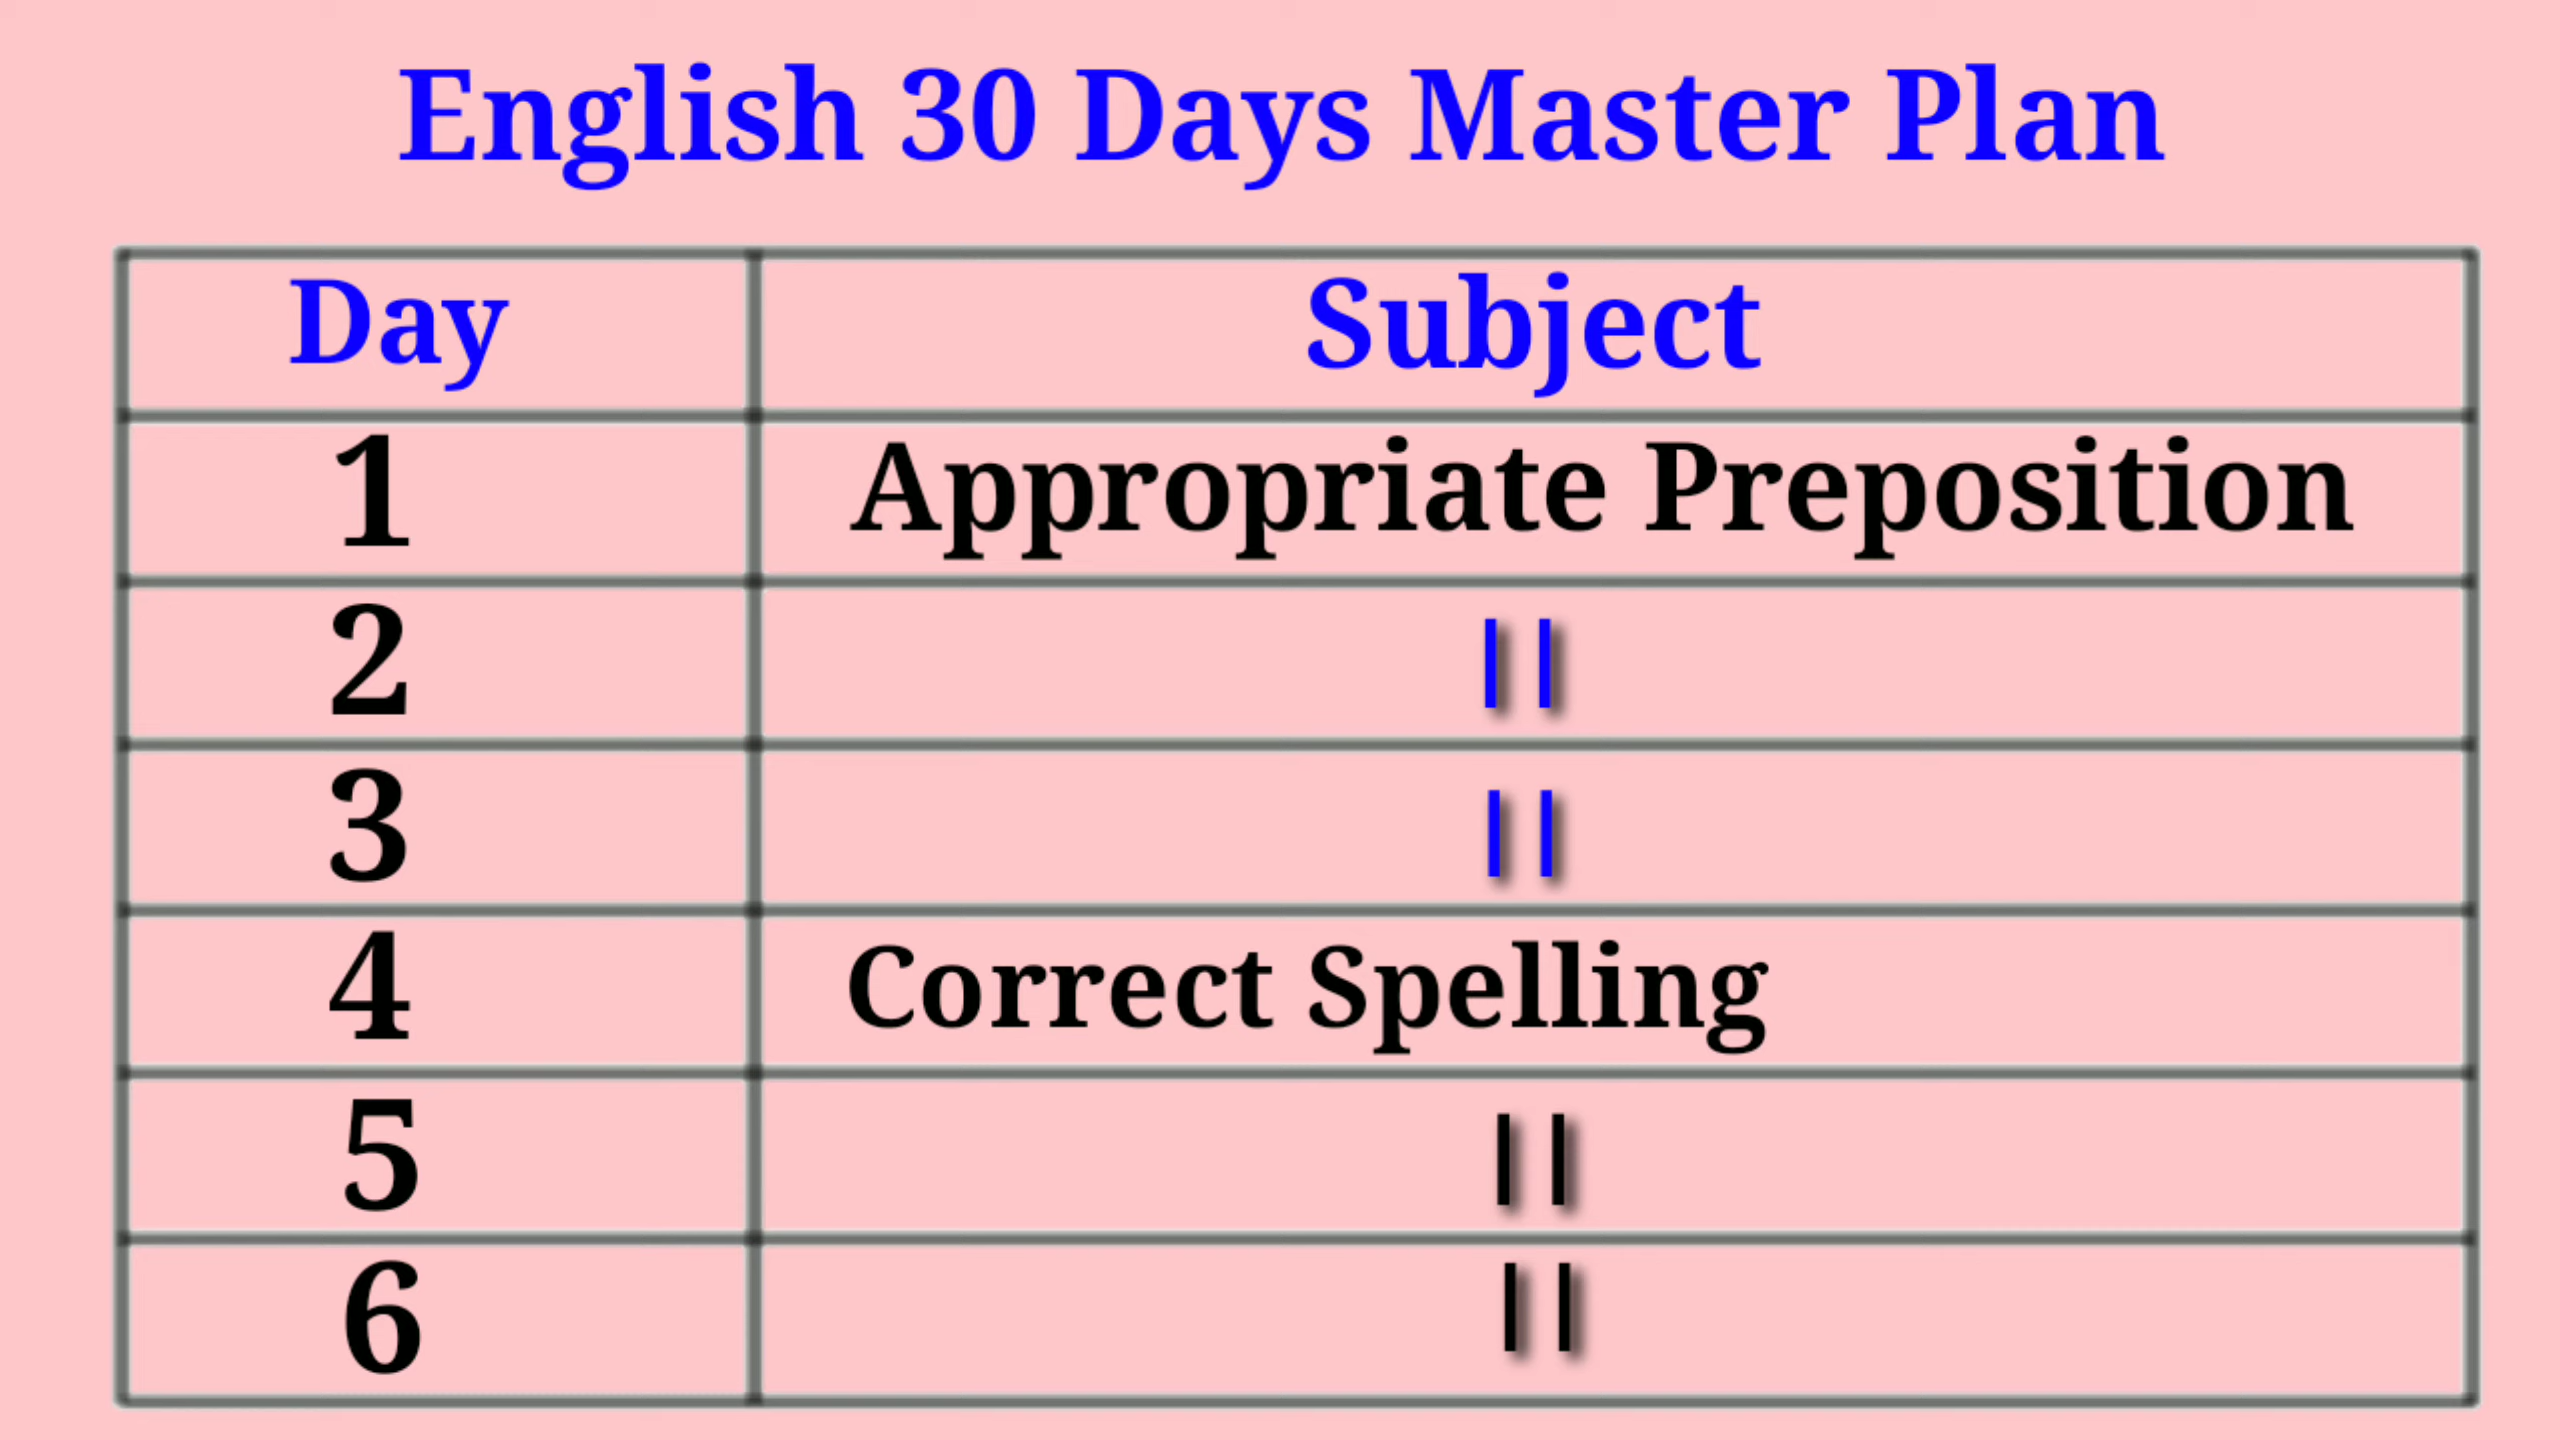 English 30 Days Master Plan
Day Subject
1 Appropriate Preposition
2 ||
3 ||
4 Correct Spelling
5 ||
6 ||